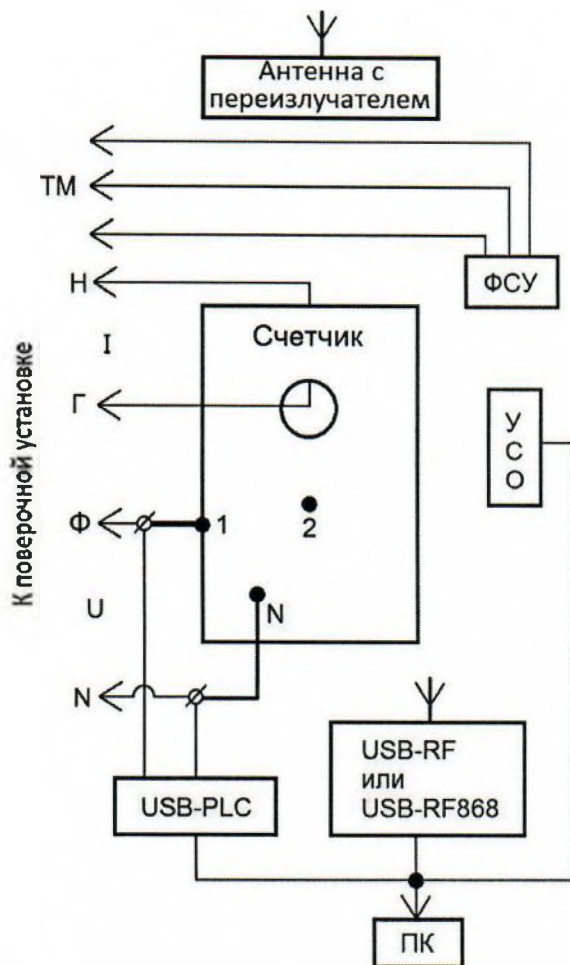 Антенна с
переизлучателем
ТМ
ФСУ
Н
Счетчик
I
Г
У
С
О
К поверочной установке
Ф
1
2
U
N
N
USB-RF
или
USB-RF868
USB-PLC
ПК